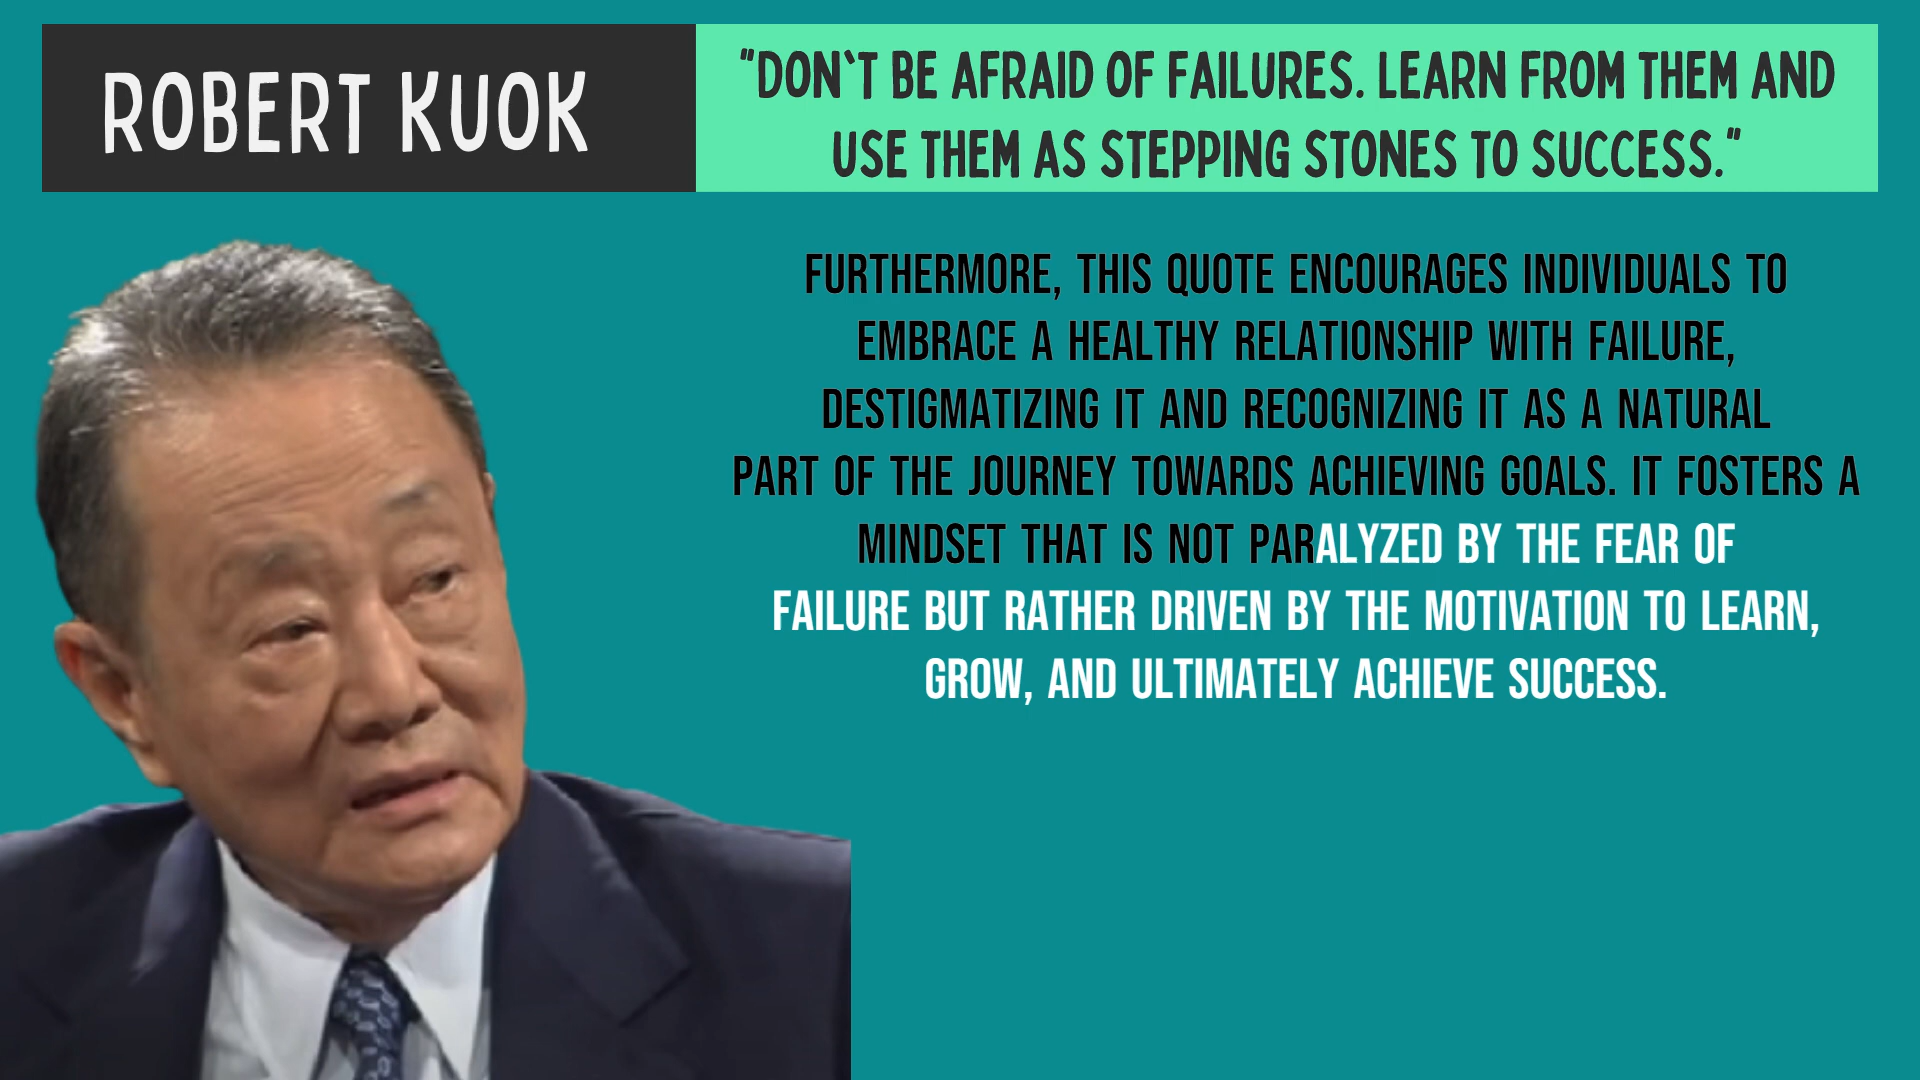 ROBERT KUOK
"DON`T BE AFRAID OF FAILURES. LEARN FROM THEM AND
USE THEM AS STEPPING STONES TO SUCCESS."
FURTHERMORE, THIS QUOTE ENCOURAGES INDIVIDUALS TO
EMBRACE A HEALTHY RELATIONSHIP WITH FAILURE,
DESTIGMATIZING IT AND RECOGNIZING IT AS A NATURAL
PART OF THE JOURNEY TOWARDS ACHIEVING GOALS. IT FOSTERS A
MINDSET THAT IS NOT PARALYZED BY THE FEAR OF
FAILURE BUT RATHER DRIVEN BY THE MOTIVATION TO LEARN,
GROW, AND ULTIMATELY ACHIEVE SUCCESS.